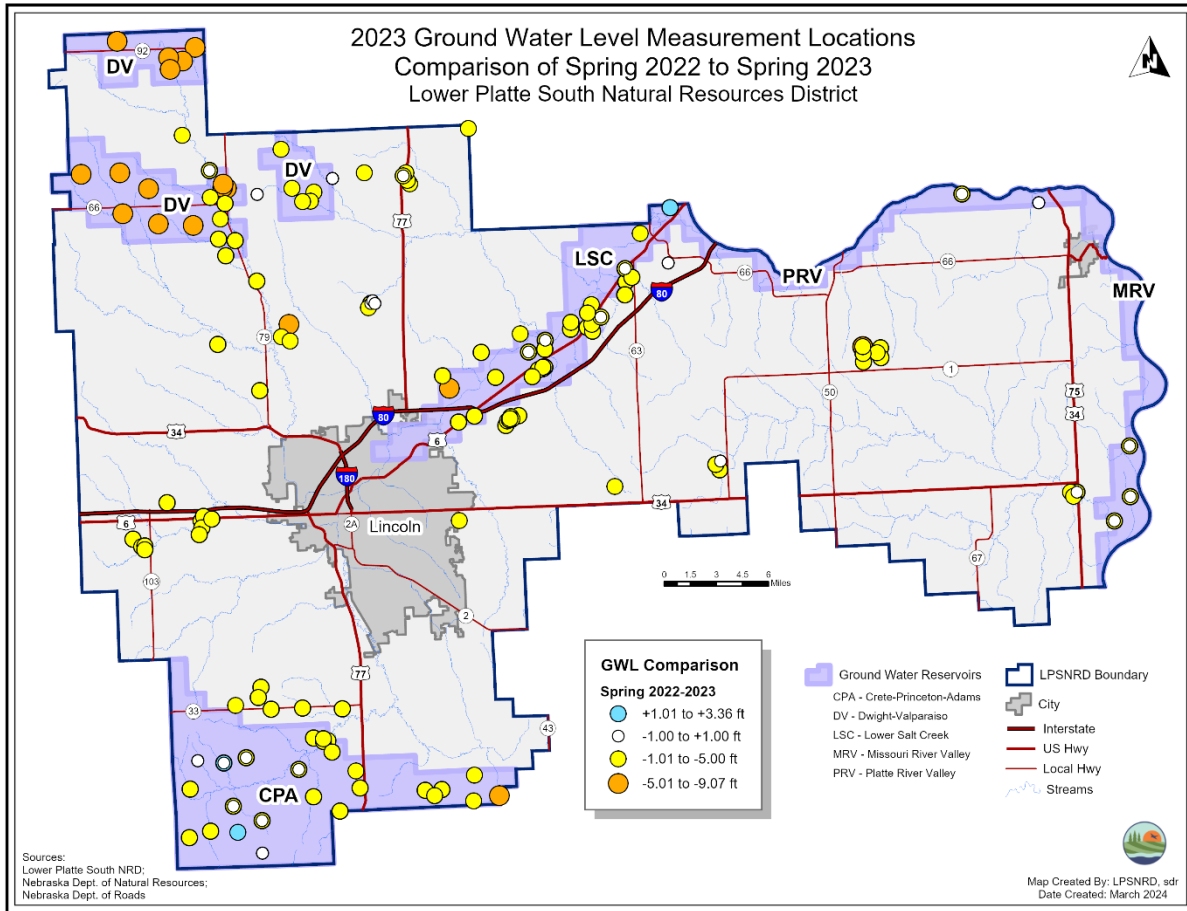 2023 Ground Water Level Measurement Locations
Comparison of Spring 2022 to Spring 2023
Lower Platte South Natural Resources District
N
92
DV
DV
DV
66
77
79
LSC
80
66
PRV
66
MRV
63
50
1
75
34
34
80
6
180
6
34
2A
Lincoln
103
2
67
0 1.5 3 4.5 6
Miles
77
33
43
CPA
GWL Comparison
Spring 2022-2023
+1.01 to +3.36 ft
-1.00 to +1.00 ft
-1.01 to -5.00 ft
-5.01 to -9.07 ft
Ground Water Reservoirs
CPA - Crete-Princeton-Adams
DV - Dwight-Valparaiso
LSC - Lower Salt Creek
MRV - Missouri River Valley
PRV - Platte River Valley
LPSNRD Boundary
City
Interstate
US Hwy
Local Hwy
Streams
Sources:
Lower Platte South NRD;
Nebraska Dept. of Natural Resources;
Nebraska Dept. of Roads
Map Created By: LPSNRD, sdr
Date Created: March 2024